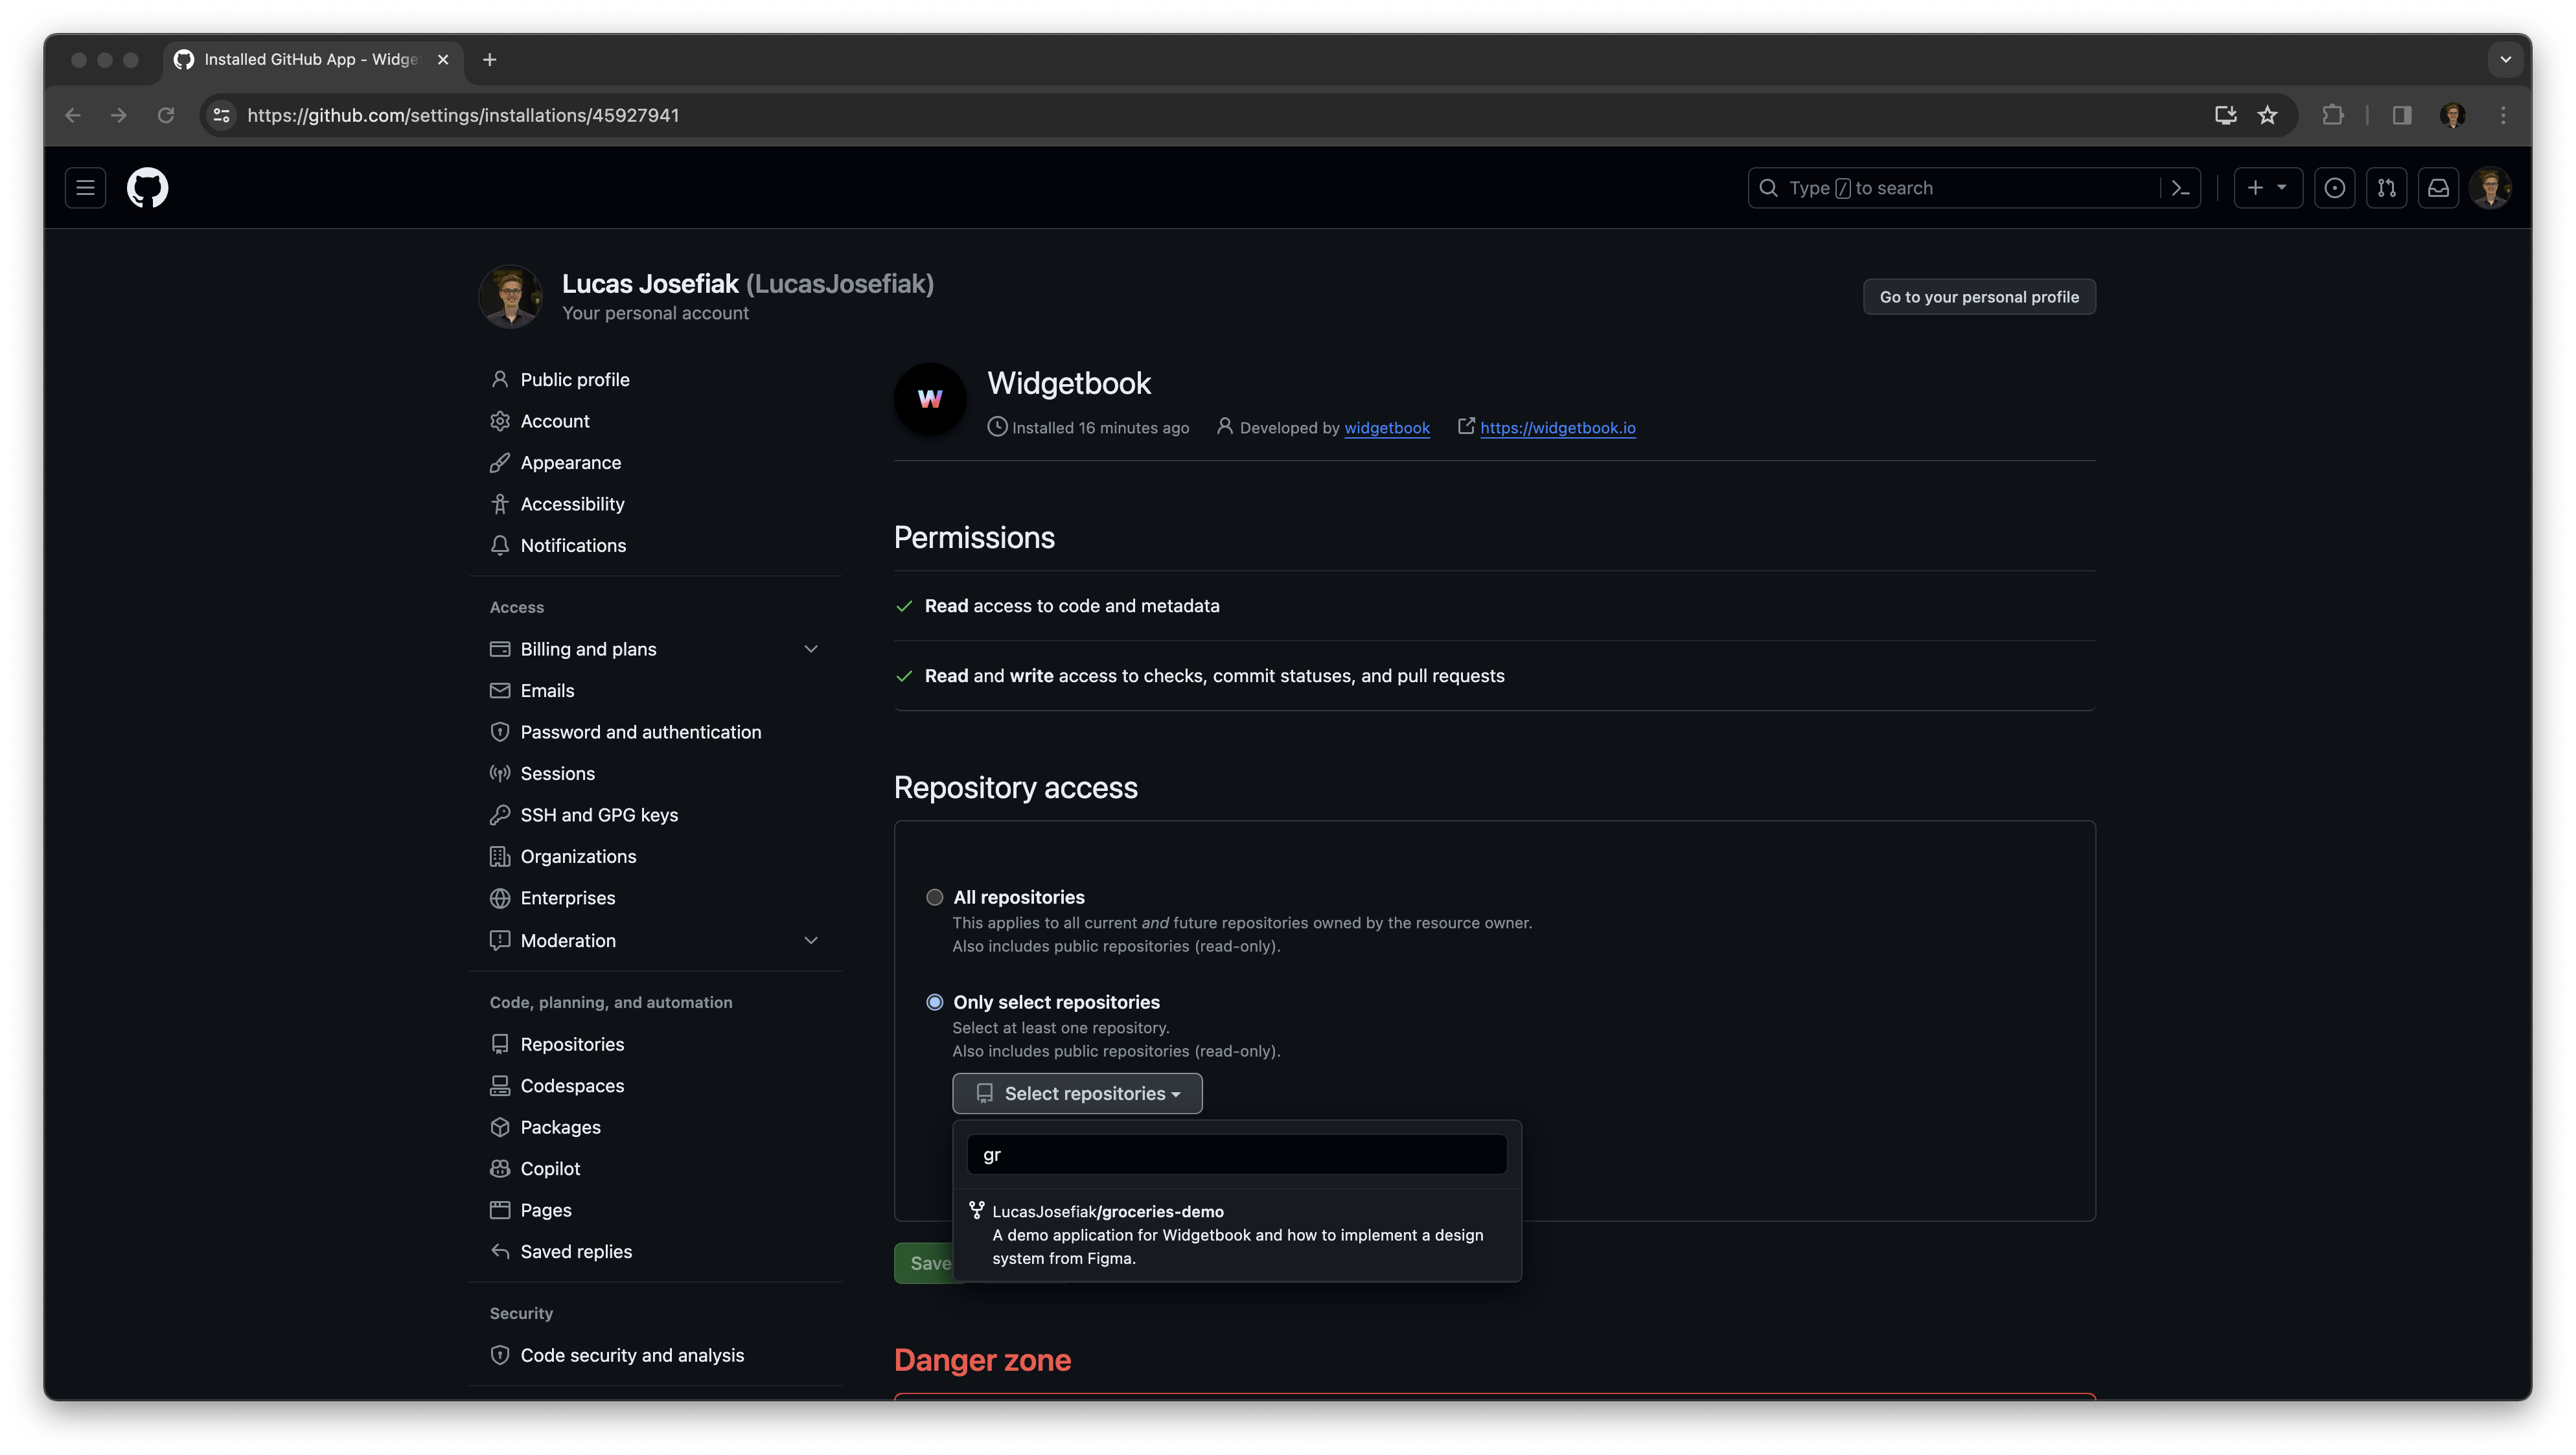 Installed GitHub App - Widge
https://github.com/settings/installations/45927941
Type / to search
Lucas Josefiak (LucasJosefiak)
Your personal account
Go to your personal profile
Public profile
Account
Appearance
Accessibility
Notifications
Access
Billing and plans
Emails
Password and authentication
Sessions
SSH and GPG keys
Organizations
Enterprises
Moderation
Code, planning, and automation
Repositories
Codespaces
Packages
Copilot
Pages
Saved replies
Security
Code security and analysis
W
Widgetbook
Installed 16 minutes ago
Developed by widgetbook
https://widgetbook.io
Permissions
Read access to code and metadata
Read and write access to checks, commit statuses, and pull requests
Repository access
All repositories
This applies to all current and future repositories owned by the resource owner.
Also includes public repositories (read-only).
Only select repositories
Select at least one repository.
Also includes public repositories (read-only).
Select repositories
gr
LucasJosefiak/groceries-demo
A demo application for Widgetbook and how to implement a design
system from Figma.
Save
Danger zone